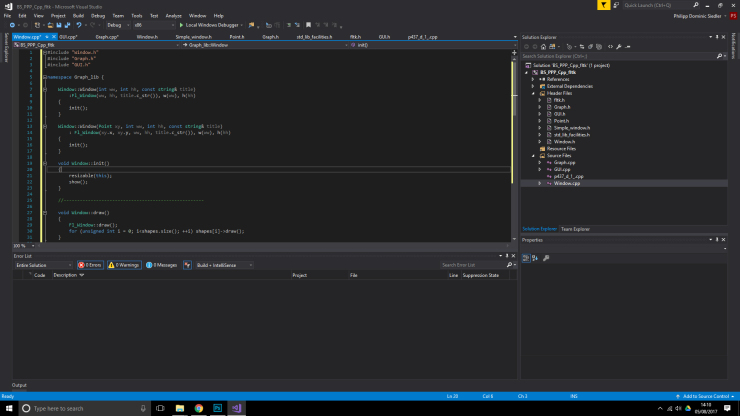 BS_PPP_Cpp_fltk - Microsoft Visual Studio
Quick Launch (Ctrl+Q)
File Edit View Project Build Debug Team Tools Test Analyze Window Help
Philipp Dominic Siedler PS
Debug x86 Local Windows Debugger
Window.cpp* GUI.cpp* Graph.cpp* Window.h Simple_window.h Graph.h std_lib_facilities.h fltk.h GUI.h p437_d_1_.cpp
BS_PPP_Cpp_fltk Graph_lib::Window init()
1 #include "Window.h"
#include "Graph.h"
#include "GUI.h"
namespace Graph_lib {
Window::Window(int ww, int hh, const string& title)
:Fl_Window(ww, hh, title.c_str()), w(ww), h(hh)
{
init();
}
Window::Window(Point xy, int ww, int hh, const string& title)
: Fl_Window(xy.x, xy.y, ww, hh, title.c_str()), w(ww), h(hh)
{
init();
}
void Window::init()
{
resizable(this);
show();
}
//----------------------------------------------------
void Window::draw()
{
Fl_Window::draw();
for (unsigned int i = 0; i<shapes.size(); ++i) shapes[i]->draw();
}
100 %
Server Explorer
Notifications
Solution Explorer
Search Solution Explorer (Ctrl+;)
Solution 'BS_PPP_Cpp_fltk' (1 project)
BS_PPP_Cpp_fltk
References
External Dependencies
Header Files
fltk.h
Graph.h
GUI.h
Point.h
Simple_window.h
std_lib_facilities.h
Window.h
Resource Files
Source Files
Graph.cpp
GUI.cpp
p437_d_1_.cpp
Window.cpp
Solution Explorer Team Explorer
Properties
Error List
Entire Solution 0 Errors 0 Warnings 0 Messages Build + IntelliSense Search Error List
Code Description Project File Line Suppression State
Output
Ready Ln 20 Col 6 Ch 3 INS Add to Source Control
Type here to search
14:10
05/08/2017